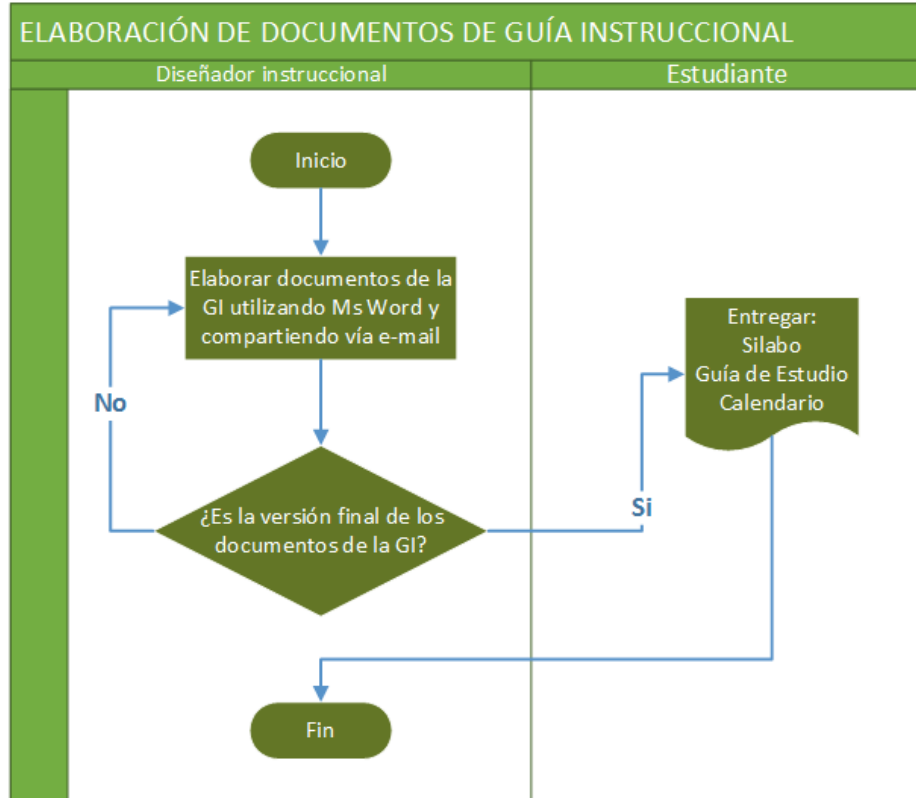 ELABORACIÓN DE DOCUMENTOS DE GUÍA INSTRUCCIONAL
Diseñador instruccional
Estudiante
Inicio
Elaborar documentos de la
GI utilizando Ms Word y
compartiendo vía e-mail
No
¿Es la versión final de los
documentos de la GI?
Si
Entregar:
Silabo
Guía de Estudio
Calendario
Fin